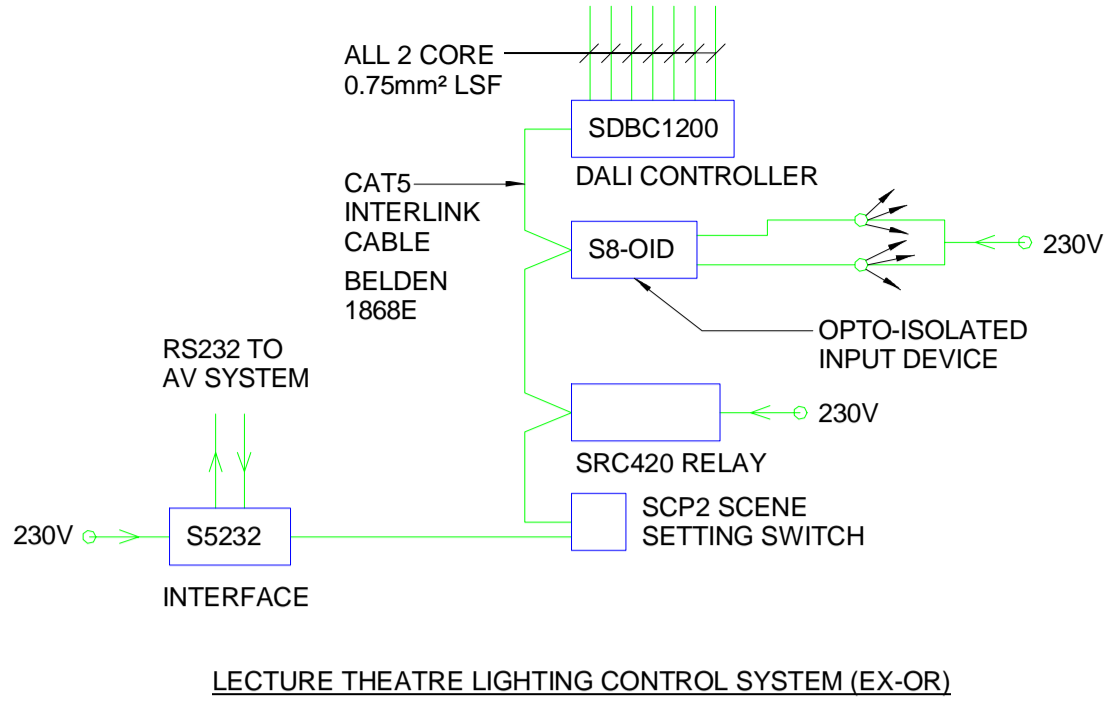 ALL 2 CORE
0.75mm² LSF
SDBC1200
DALI CONTROLLER
CAT5
INTERLINK
CABLE
BELDEN
1868E
S8-OID
230V
OPTO-ISOLATED
INPUT DEVICE
RS232 TO
AV SYSTEM
230V
SRC420 RELAY
SCP2 SCENE
SETTING SWITCH
230V
S5232
INTERFACE
LECTURE THEATRE LIGHTING CONTROL SYSTEM (EX-OR)